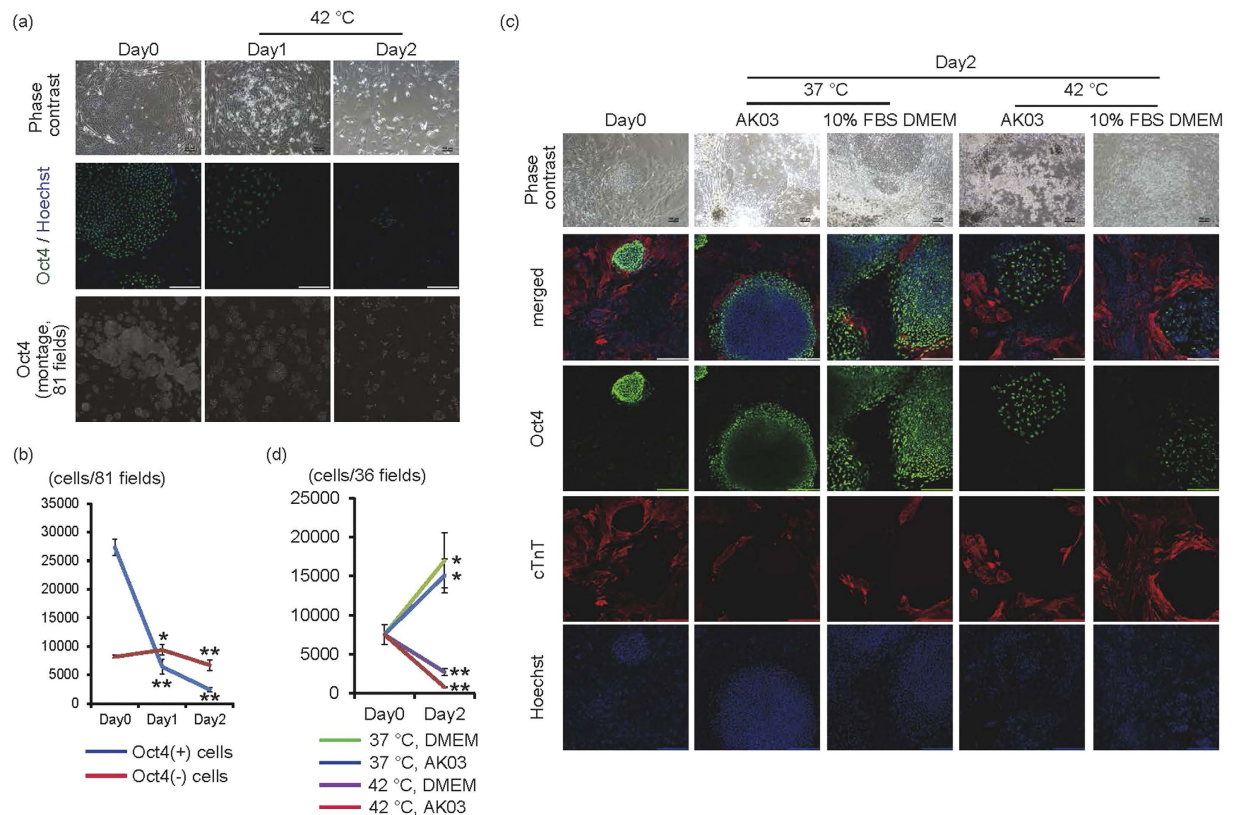 (a)
42 °C
Day0 Day1 Day2
Phase contrast
Oct4 / Hoechst
Oct4 (montage, 81 fields)
(b)
(cells/81 fields)
35000
30000
25000
20000
15000
10000
5000
0
*
**
**
**
Day0 Day1 Day2
Oct4(+) cells
Oct4(-) cells
(d)
(cells/36 fields)
25000
20000
15000
10000
5000
0
*
*
**
**
Day0 Day2
37 °C, DMEM
37 °C, AK03
42 °C, DMEM
42 °C, AK03
(c)
Day2
37 °C 42 °C
Day0 AK03 10% FBS DMEM AK03 10% FBS DMEM
Phase contrast
merged
Oct4
cTnT
Hoechst